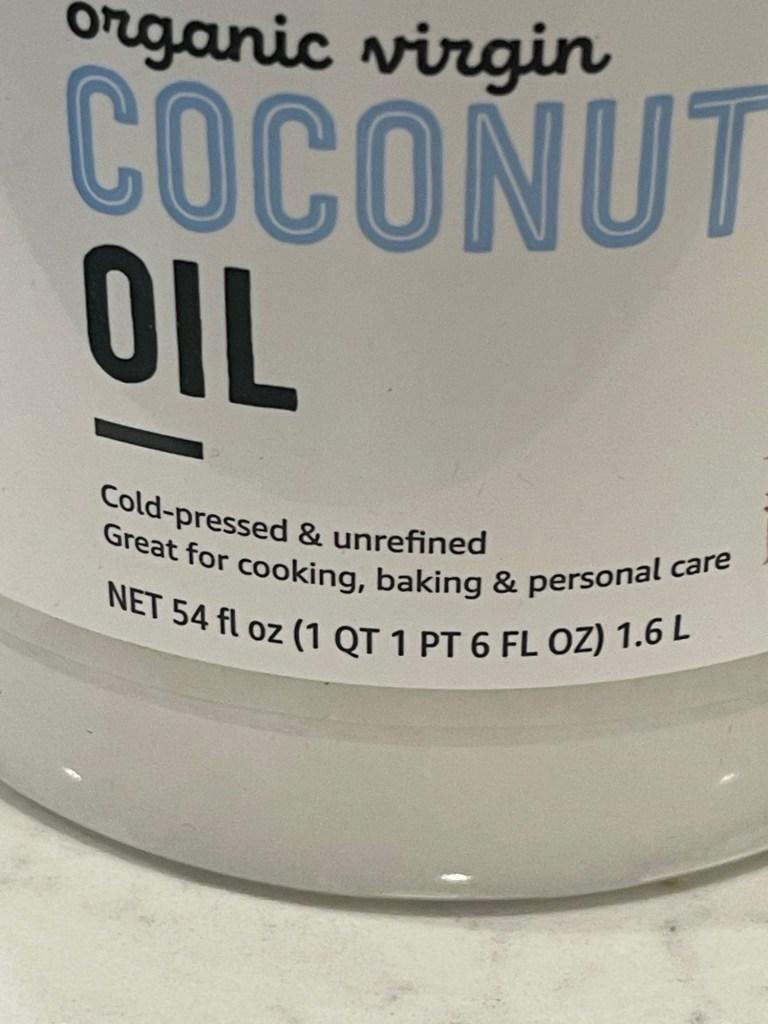 organic virgin
COCONUT
OIL
Cold-pressed & unrefined
Great for cooking, baking & personal care
NET 54 fl oz (1 QT 1 PT 6 FL OZ) 1.6 L